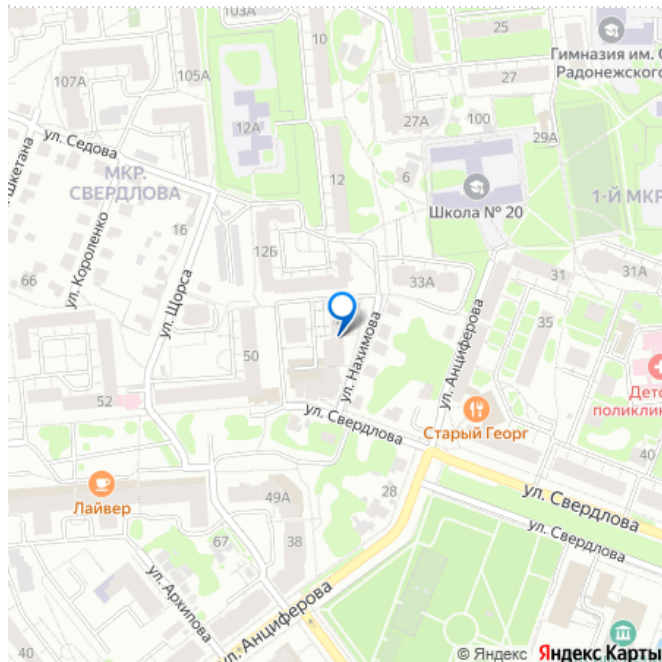 103А
10
25
Гимназия им. С
Радонежского
107А
105А
27
12А
27А
100
29А
ул. Седова
Шкетана
МКР.
СВЕРДЛОВА
12
6
Школа № 20
1-Й МКР
ул. Короленко
16
12Б
66
ул. Щорса
33А
31
31А
ул. Нахимова
ул. Анциферова
35
50
52
Детс
поликлин
ул. Свердлова
Старый Георг
40
Лайвер
49А
28
ул. Свердлова
ул. Свердлова
67
38
ул. Архипова
ул. Анциферова
© Яндекс Яндекс Карты